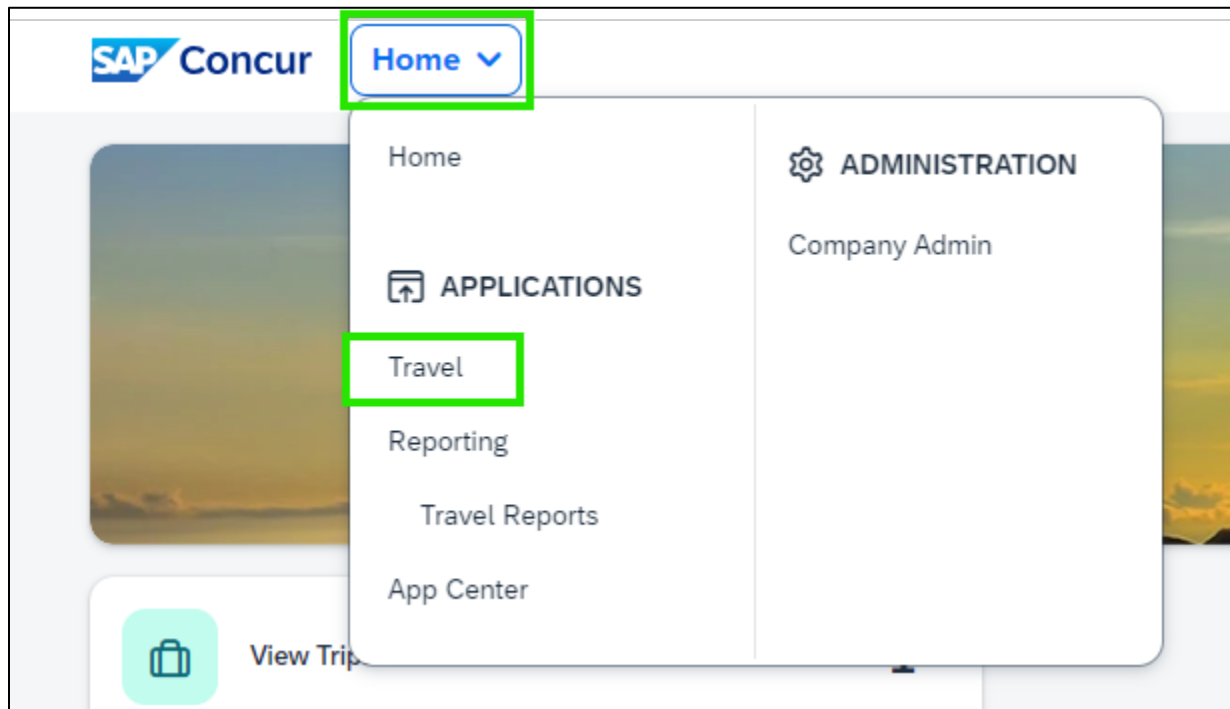 SAP Concur
Home
Home
APPLICATIONS
Travel
Reporting
Travel Reports
App Center
ADMINISTRATION
Company Admin
View Trip